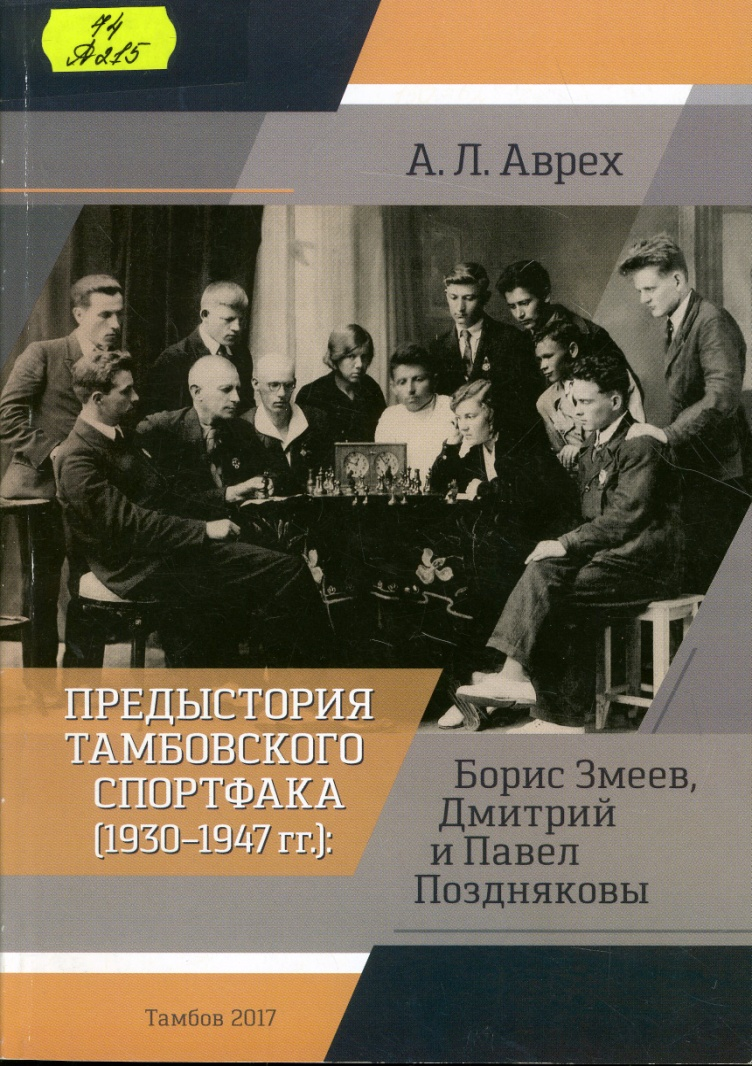 74
А215
А. Л. Аврех
ПРЕДЫСТОРИЯ
ТАМБОВСКОГО
СПОРТФАКА
(1930–1947 гг.):
Борис Змеев,
Дмитрий
и Павел
Поздняковы
Тамбов 2017